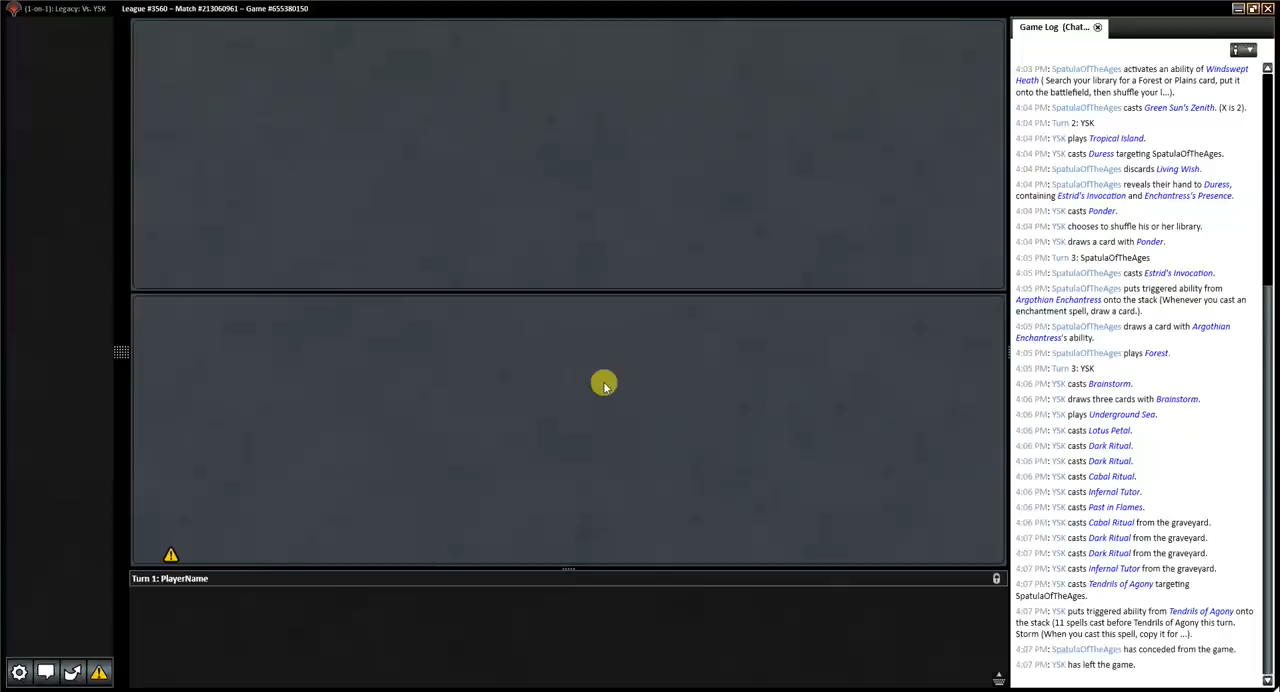 (1-on-1): Legacy: Vs. YSK League #3560 – Match #213060961 – Game #655380150
Game Log (Chat...
4:03 PM: SpatulaOfTheAges activates an ability of Windswept
Heath ( Search your library for a Forest or Plains card, put it
onto the battlefield, then shuffle your l...).
4:04 PM: SpatulaOfTheAges casts Green Sun's Zenith. (X is 2).
4:04 PM: Turn 2: YSK
4:04 PM: YSK plays Tropical Island.
4:04 PM: YSK casts Duress targeting SpatulaOfTheAges.
4:04 PM: SpatulaOfTheAges discards Living Wish.
4:04 PM: SpatulaOfTheAges reveals their hand to Duress,
containing Estrid's Invocation and Enchantress's Presence.
4:04 PM: YSK casts Ponder.
4:04 PM: YSK chooses to shuffle his or her library.
4:04 PM: YSK draws a card with Ponder.
4:05 PM: Turn 3: SpatulaOfTheAges
4:05 PM: SpatulaOfTheAges casts Estrid's Invocation.
4:05 PM: SpatulaOfTheAges puts triggered ability from
Argothian Enchantress onto the stack (Whenever you cast an
enchantment spell, draw a card.).
4:05 PM: SpatulaOfTheAges draws a card with Argothian
Enchantress's ability.
4:05 PM: SpatulaOfTheAges plays Forest.
4:05 PM: Turn 3: YSK
4:06 PM: YSK casts Brainstorm.
4:06 PM: YSK draws three cards with Brainstorm.
4:06 PM: YSK plays Underground Sea.
4:06 PM: YSK casts Lotus Petal.
4:06 PM: YSK casts Dark Ritual.
4:06 PM: YSK casts Dark Ritual.
4:06 PM: YSK casts Cabal Ritual.
4:06 PM: YSK casts Infernal Tutor.
4:06 PM: YSK casts Past in Flames.
4:06 PM: YSK casts Cabal Ritual from the graveyard.
4:07 PM: YSK casts Dark Ritual from the graveyard.
4:07 PM: YSK casts Dark Ritual from the graveyard.
4:07 PM: YSK casts Infernal Tutor from the graveyard.
4:07 PM: YSK casts Tendrils of Agony targeting
SpatulaOfTheAges.
4:07 PM: YSK puts triggered ability from Tendrils of Agony onto
the stack (11 spells cast before Tendrils of Agony this turn.
Storm (When you cast this spell, copy it for ...).
4:07 PM: SpatulaOfTheAges has conceded from the game.
4:07 PM: YSK has left the game.
Turn 1: PlayerName